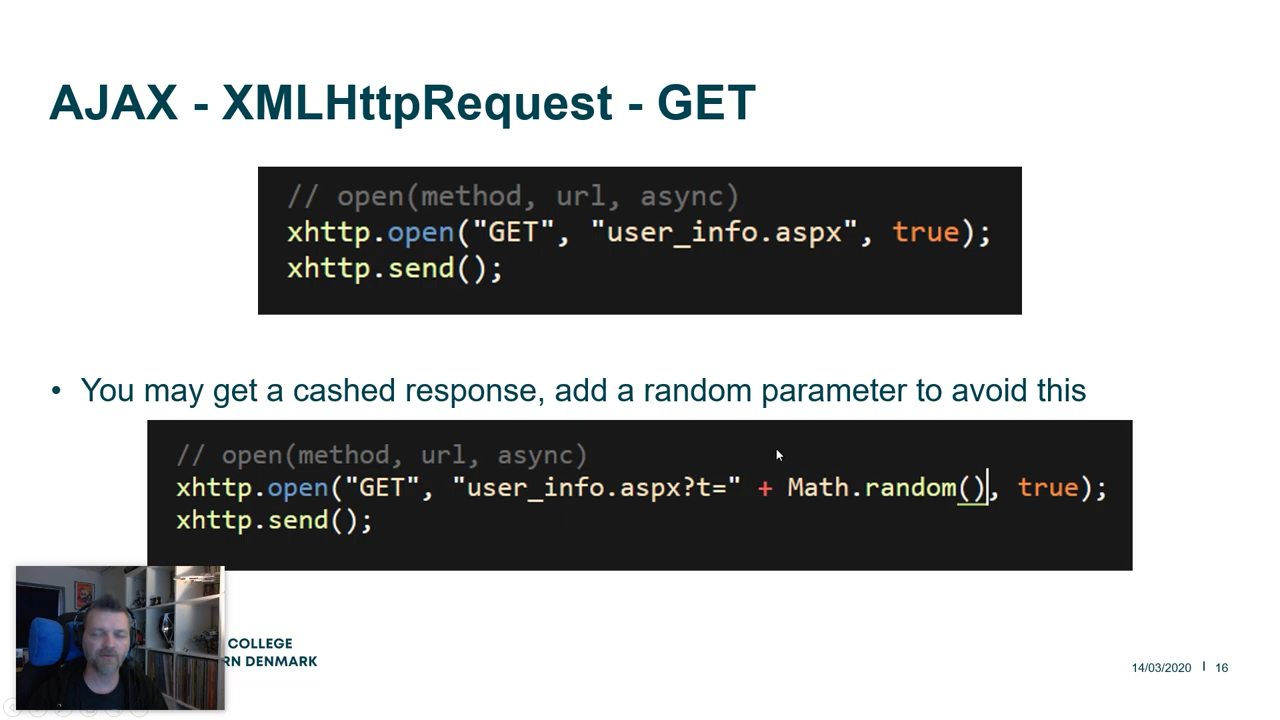 AJAX - XMLHttpRequest - GET
// open(method, url, async)
xhttp.open("GET", "user_info.aspx", true);
xhttp.send();
• You may get a cashed response, add a random parameter to avoid this
// open(method, url, async)
xhttp.open("GET", "user_info.aspx?t=" + Math.random(), true);
xhttp.send();
COLLEGE
RN DENMARK
14/03/2020 | 16